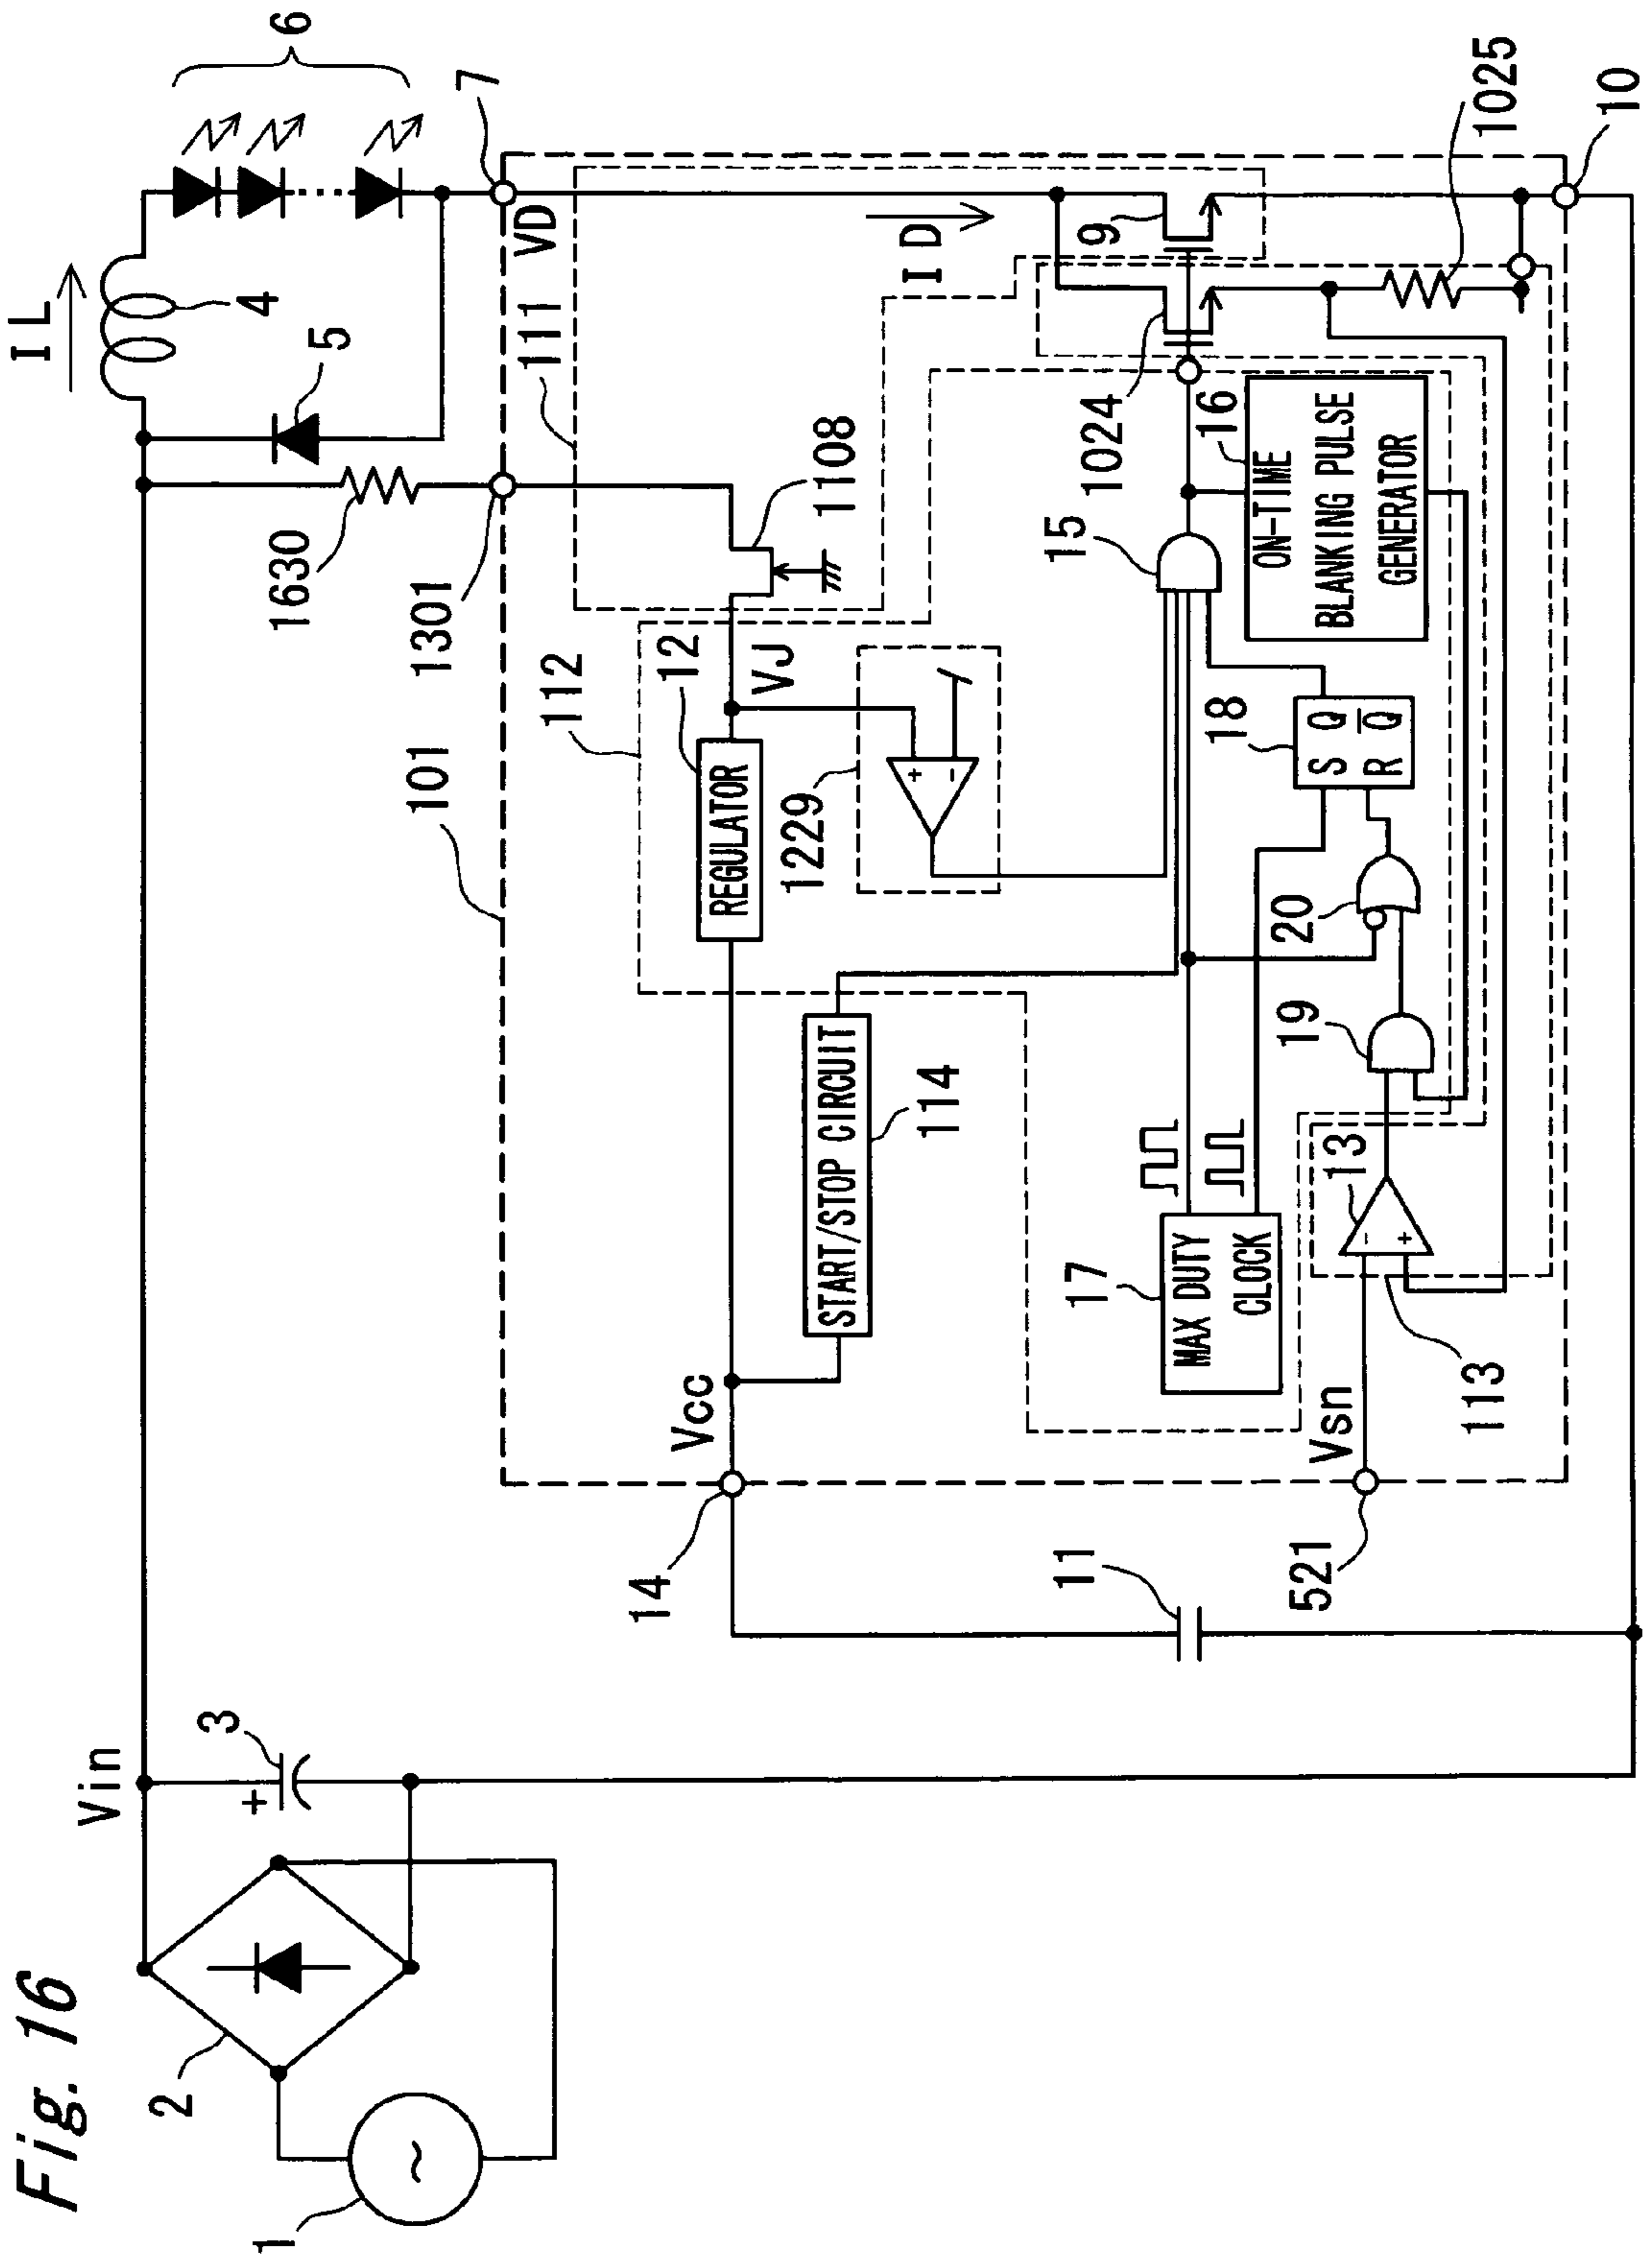 Fig. 16
IL
6
4
5
7
VD
111
ID
9
1025
10
1630
1301
1108
1024
16
ON-TIME
BLANKING PULSE
GENERATOR
15
101
112
12
VJ
REGULATOR
1229
+
-
18
S Q
R Q̅
20
19
START/STOP CIRCUIT
114
17
MAX DUTY
CLOCK
13
-
+
113
Vcc
Vsn
14
521
11
Vin
3
+
2
1
~